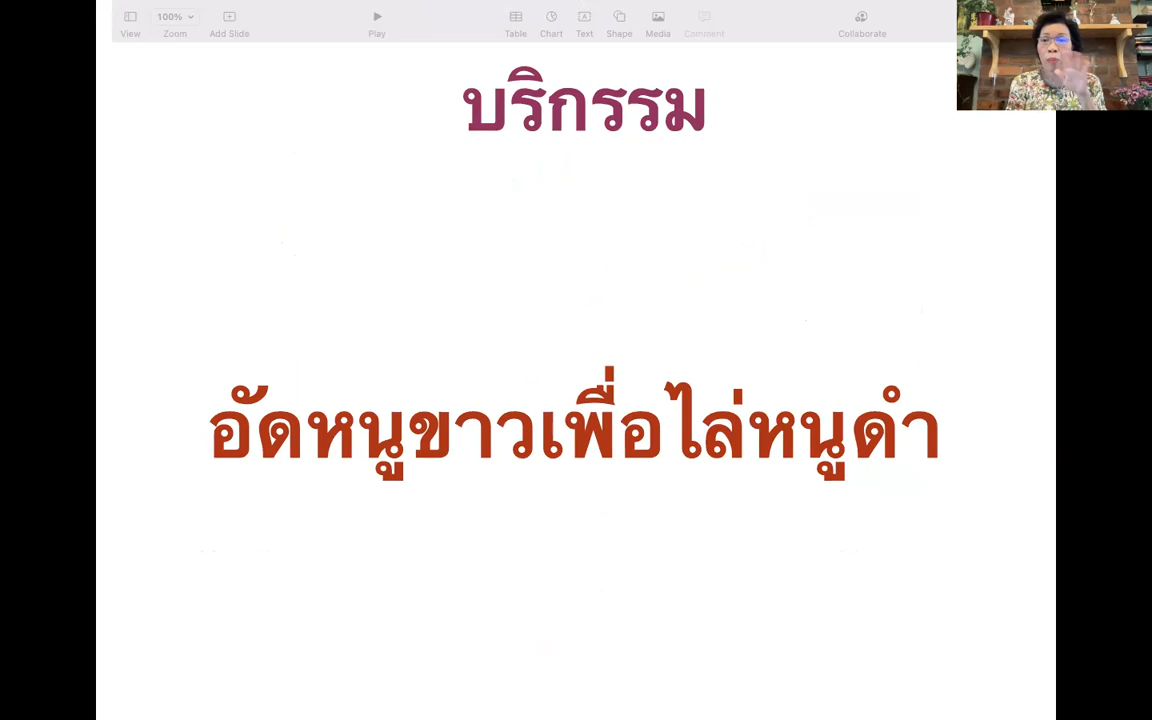 100%
View
Zoom
Add Slide
Play
Table
Chart
Text
Shape
Media
Comment
Collaborate
บริกรรม
อัดหนูขาวเพื่อไล่หนูดำ